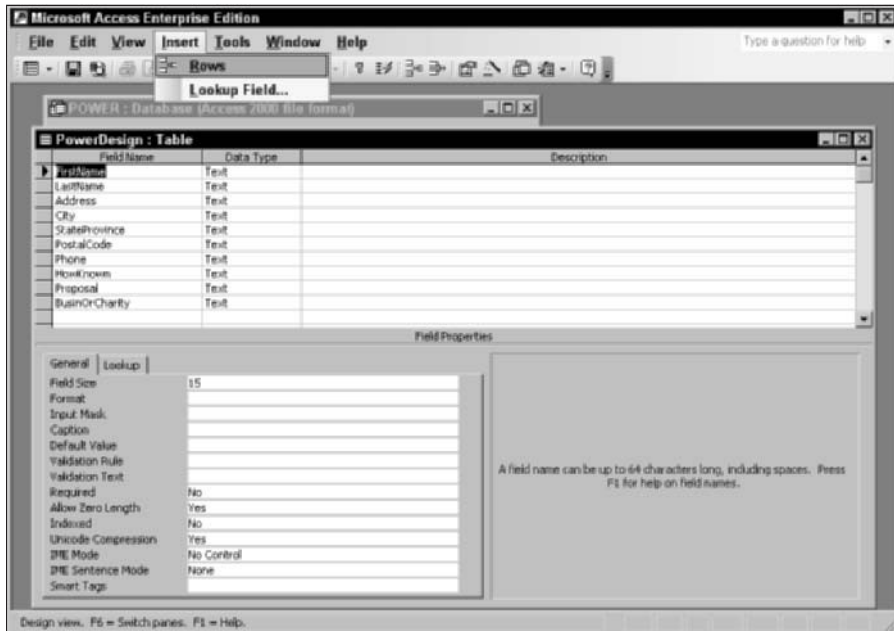 Microsoft Access Enterprise Edition
File Edit View Insert Tools Window Help Type a question for help
Rows
Lookup Field...
POWER : Database (Access 2000 file format)
PowerDesign : Table
Field Name Data Type Description
FirstName Text
LastName Text
Address Text
City Text
StateProvince Text
PostalCode Text
Phone Text
HowKnown Text
Proposal Text
BusinOrCharity Text
Field Properties
General Lookup
Field Size 15
Format
Input Mask
Caption
Default Value
Validation Rule
Validation Text
Required No
Allow Zero Length Yes
Indexed No
Unicode Compression Yes
IME Mode No Control
IME Sentence Mode None
Smart Tags
A field name can be up to 64 characters long, including spaces. Press
F1 for help on field names.
Design view. F6 = Switch panes. F1 = Help.